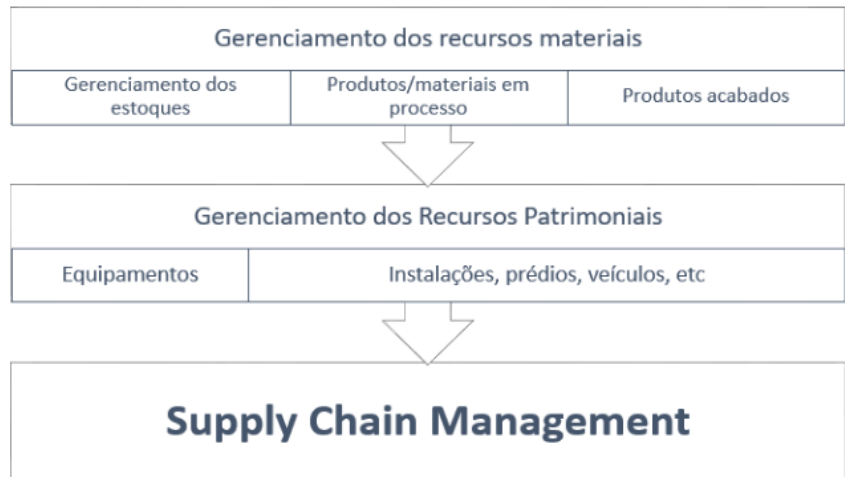 Gerenciamento dos recursos materiais
Gerenciamento dos
estoques
Produtos/materiais em
processo
Produtos acabados
Gerenciamento dos Recursos Patrimoniais
Equipamentos
Instalações, prédios, veículos, etc
Supply Chain Management